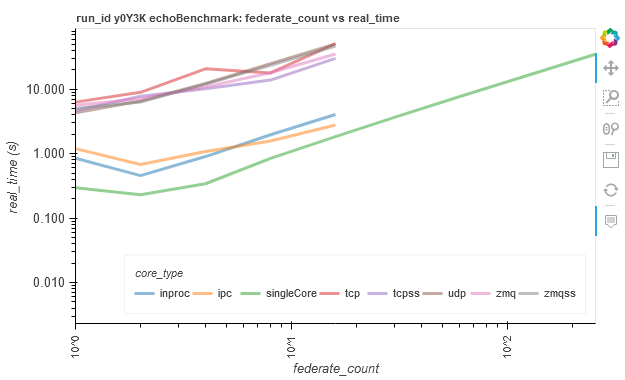 run_id y0Y3K echoBenchmark: federate_count vs real_time
real_time (s)
10.000
1.000
0.100
0.010
core_type
inproc ipc singleCore tcp tcpss udp zmq zmqss
10^0 10^1 10^2
federate_count